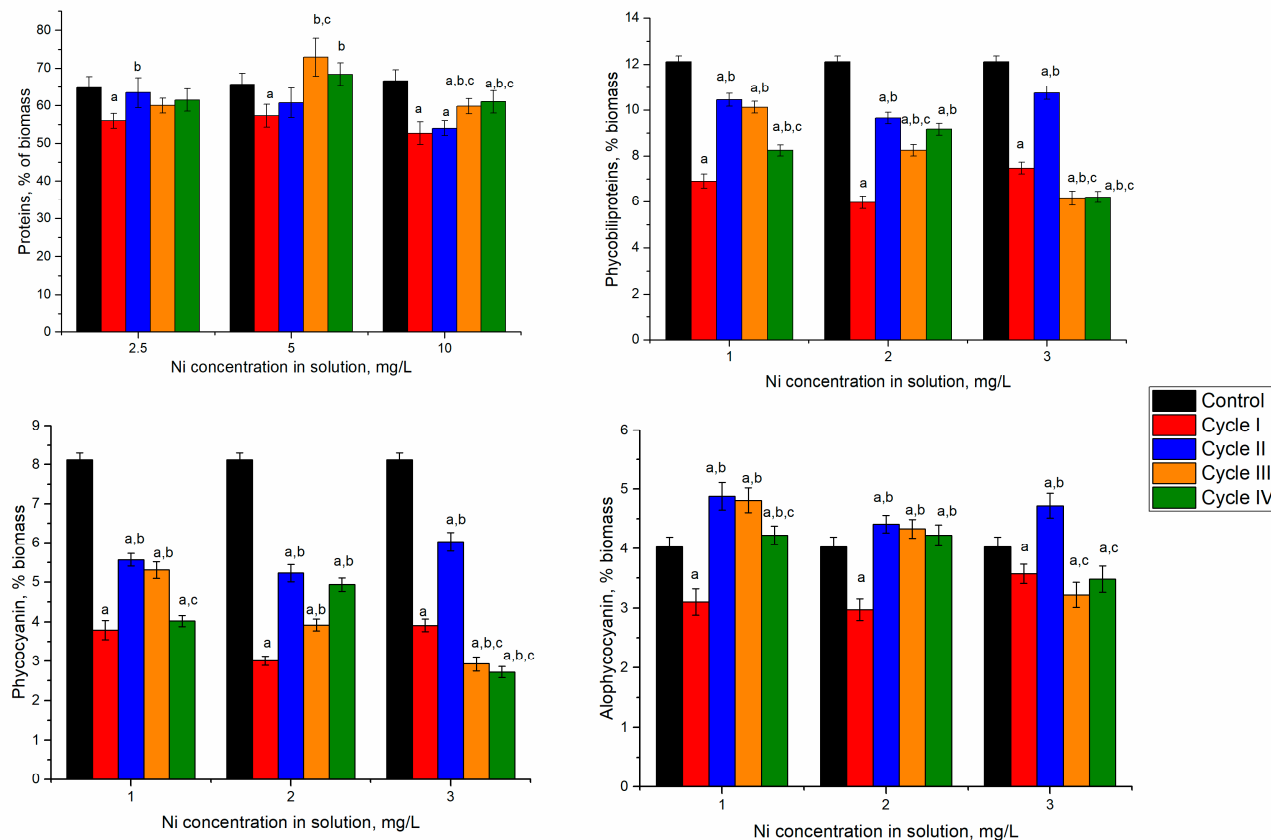 Proteins, % of biomass
80
70
60
50
40
30
20
10
0
a
b
a
b,c
b
a
a
a,b,c
a,b,c
2.5
5
10
Ni concentration in solution, mg/L
Phycobiliproteins, % biomass
14
12
10
8
6
4
2
0
a
a,b
a,b
a,b,c
a
a,b
a,b,c
a,b
a
a,b
a,b,c
a,b,c
1
2
3
Ni concentration in solution, mg/L
Phycocyanin, % biomass
9
8
7
6
5
4
3
2
1
0
a
a,b
a,b
a,c
a
a,b
a,b
a,b
a
a,b
a,b,c
a,b,c
1
2
3
Ni concentration in solution, mg/L
Alophycocyanin, % biomass
6
5
4
3
2
1
0
a
a,b
a,b
a,b,c
a
a,b
a,b
a,b
a
a,b
a,c
a,c
1
2
3
Ni concentration in solution, mg/L
Control
Cycle I
Cycle II
Cycle III
Cycle IV